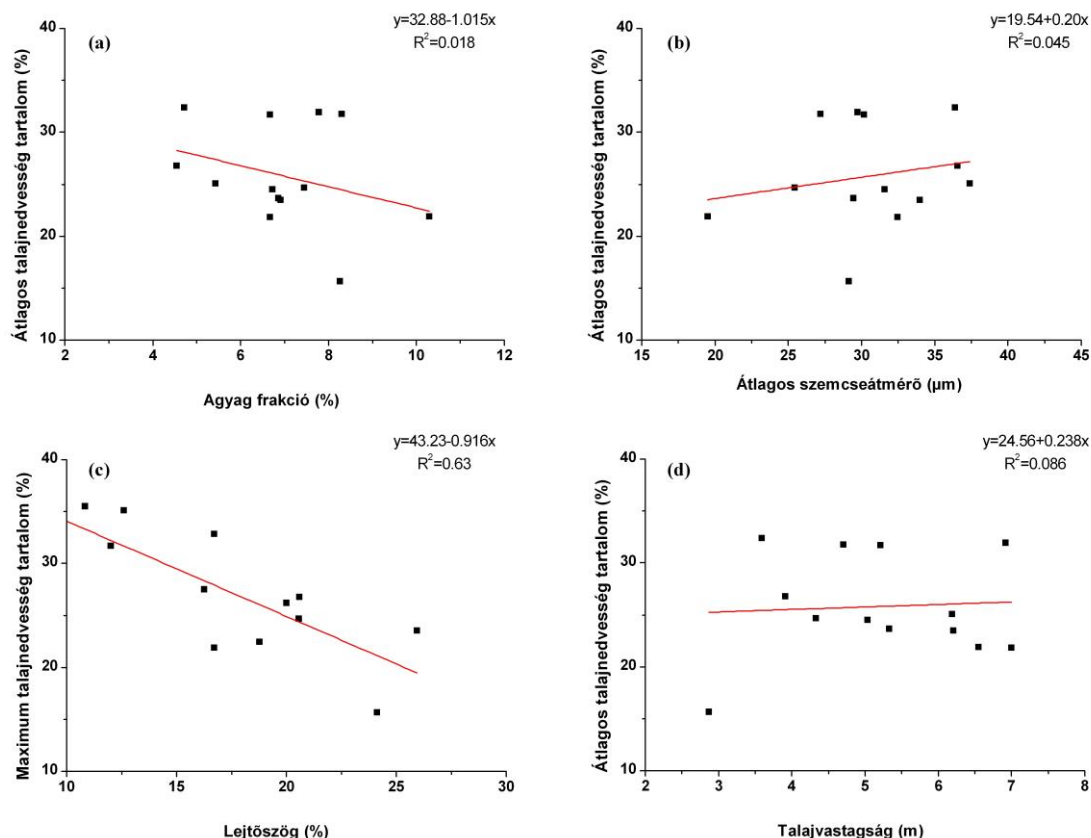 y=32.88-1.015x
R²=0.018
(a)
Átlagos talajnedvesség tartalom (%)
40
30
20
10
2
4
6
8
10
12
Agyag frakció (%)
y=19.54+0.20x
R²=0.045
(b)
Átlagos talajnedvesség tartalom (%)
40
30
20
10
15
20
25
30
35
40
45
Átlagos szemcseátmérõ (µm)
y=43.23-0.916x
R²=0.63
(c)
Maximum talajnedvesség tartalom (%)
40
30
20
10
10
15
20
25
30
Lejtõszög (%)
y=24.56+0.238x
R²=0.086
(d)
Átlagos talajnedvesség tartalom (%)
40
30
20
10
2
3
4
5
6
7
8
Talajvastagság (m)